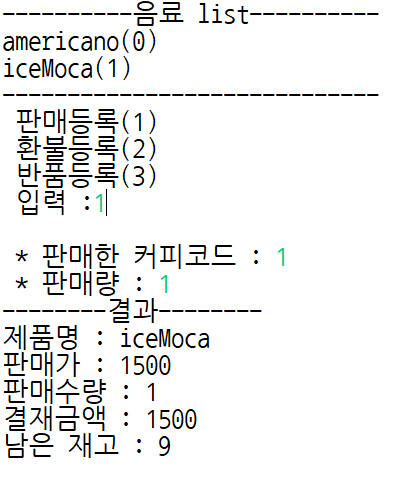 ----------음료 list----------
americano(0)
iceMoca(1)
-----------------------------
판매등록(1)
환불등록(2)
반품등록(3)
입력 :1
* 판매한 커피코드 : 1
* 판매량 : 1
--------결과--------
제품명 : iceMoca
판매가 : 1500
판매수량 : 1
결재금액 : 1500
남은 재고 : 9